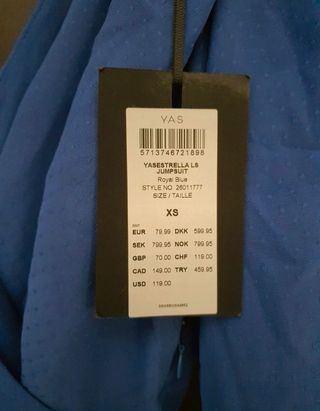 YAS
5713746721898
YASESTRELLA LS
JUMPSUIT
Royal Blue
STYLE NO. 26011777
SIZE / TAILLE
XS
EUR 79.99 DKK 599.95
SEK 799.95 NOK 799.95
GBP 70.00 CHF 119.00
CAD 149.00 TRY 459.95
USD 119.00